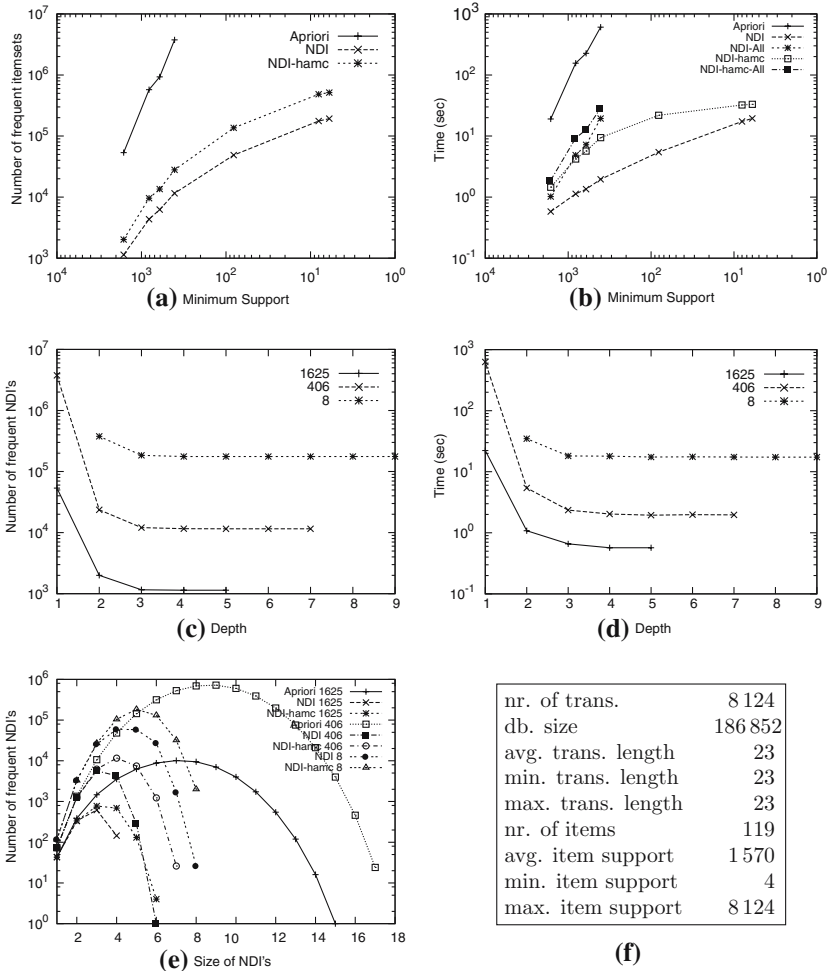 Number of frequent itemsets
10^7
10^6
10^5
10^4
10^3
10^4
10^3
10^2
10^1
10^0
Apriori
NDI
NDI-hamc
(a) Minimum Support
Time (sec)
10^3
10^2
10^1
10^0
10^-1
10^4
10^3
10^2
10^1
10^0
Apriori
NDI
NDI-All
NDI-hamc
NDI-hamc-All
(b) Minimum Support
Number of frequent NDI's
10^7
10^6
10^5
10^4
10^3
1 2 3 4 5 6 7 8 9
1625
406
8
(c) Depth
Time (sec)
10^3
10^2
10^1
10^0
10^-1
1 2 3 4 5 6 7 8 9
1625
406
8
(d) Depth
Number of frequent NDI's
10^6
10^5
10^4
10^3
10^2
10^1
10^0
2 4 6 8 10 12 14 16 18
Apriori 1625
NDI 1625
NDI-hamc 1625
Apriori 406
NDI 406
NDI-hamc 406
NDI 8
NDI-hamc 8
(e) Size of NDI's
nr. of trans. 8 124
db. size 186 852
avg. trans. length 23
min. trans. length 23
max. trans. length 23
nr. of items 119
avg. item support 1 570
min. item support 4
max. item support 8 124
(f)